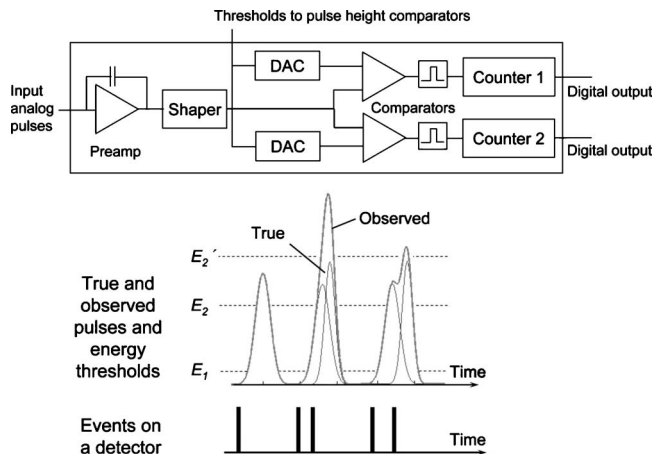 Thresholds to pulse height comparators
DAC
Input
analog
pulses
Shaper
Preamp
Comparators
Counter 1
Digital output
DAC
Counter 2
Digital output
Observed
True
E₂´
True and
observed
pulses and
energy
thresholds
E₂
E₁
Time
Events on
a detector
Time